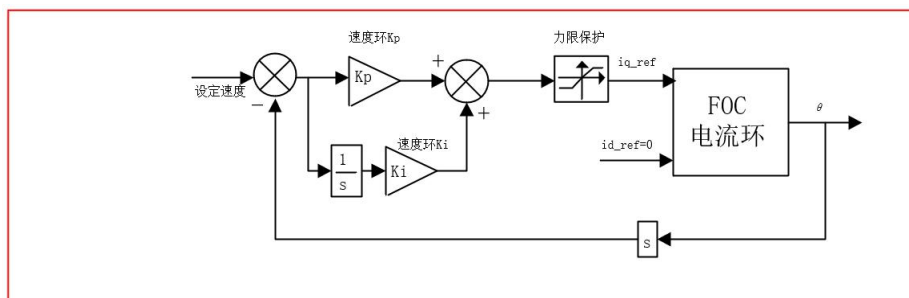 速度环Kp
力限保护
设定速度
Kp
iq_ref
FOC
电流环
θ
速度环Ki
1
s
Ki
id_ref=0
s
+
+
−